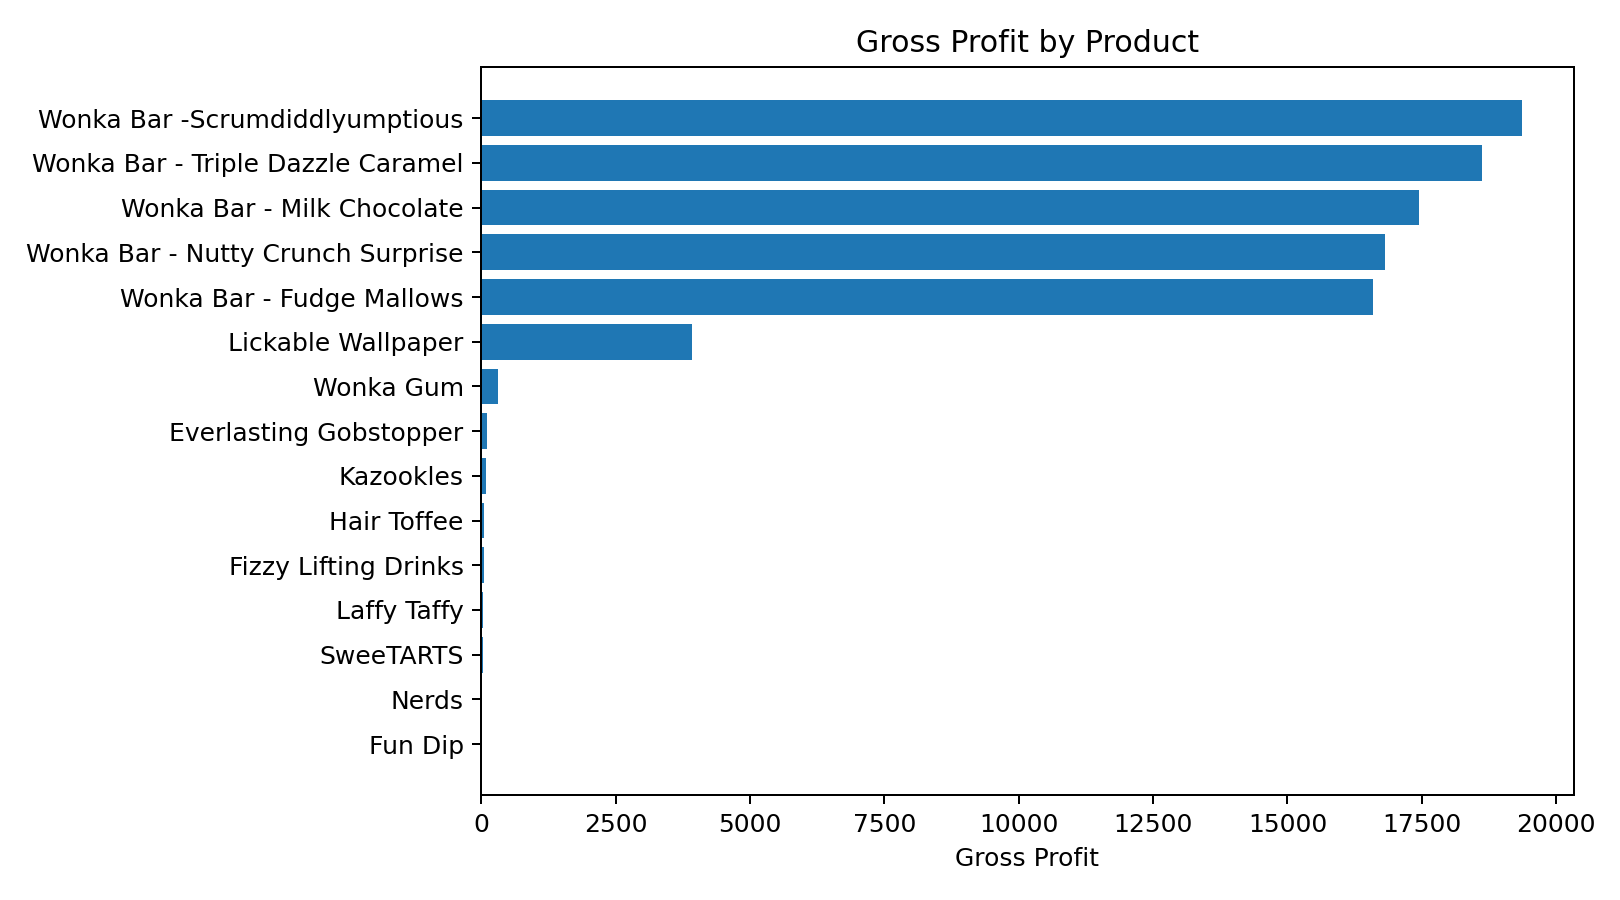 Gross Profit by Product
Wonka Bar -Scrumdiddlyumptious
Wonka Bar - Triple Dazzle Caramel
Wonka Bar - Milk Chocolate
Wonka Bar - Nutty Crunch Surprise
Wonka Bar - Fudge Mallows
Lickable Wallpaper
Wonka Gum
Everlasting Gobstopper
Kazookles
Hair Toffee
Fizzy Lifting Drinks
Laffy Taffy
SweeTARTS
Nerds
Fun Dip
0 2500 5000 7500 10000 12500 15000 17500 20000
Gross Profit